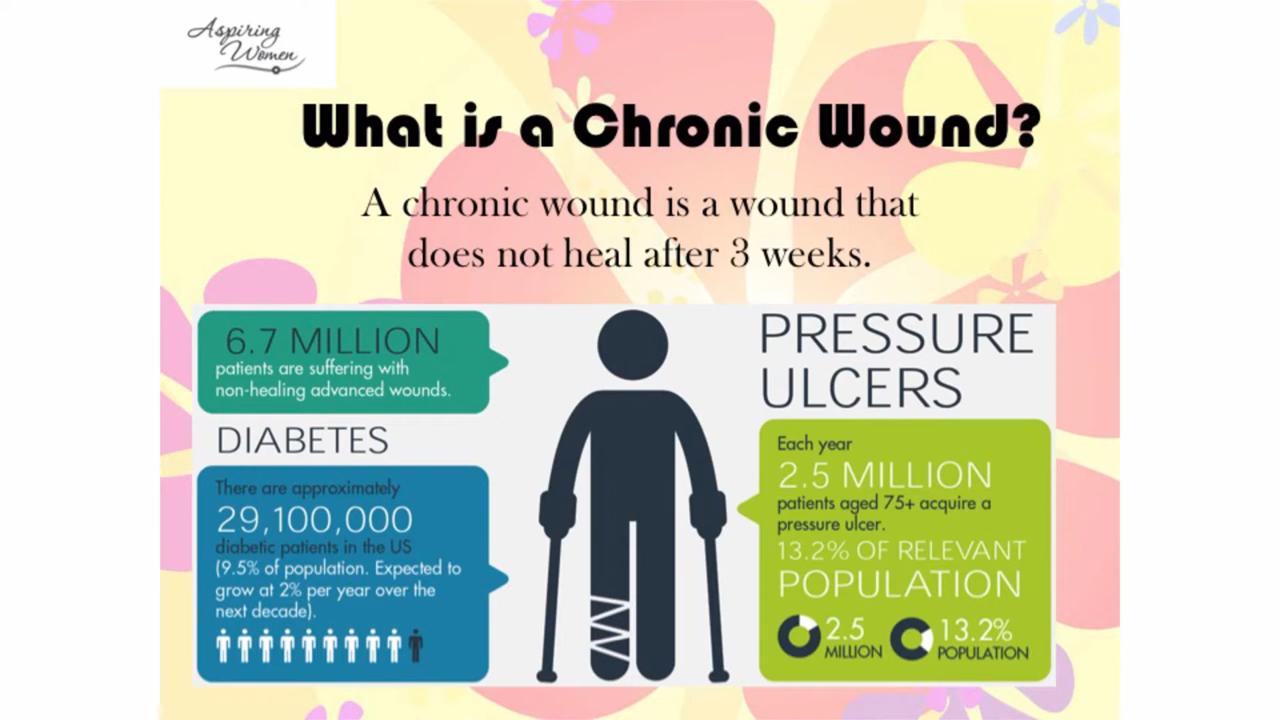 Aspiring
Women
What is a Chronic Wound?
A chronic wound is a wound that
does not heal after 3 weeks.
6.7 MILLION
patients are suffering with
non-healing advanced wounds.
DIABETES
There are approximately
29,100,000
diabetic patients in the US
(9.5% of population. Expected to
grow at 2% per year over the
next decade).
PRESSURE
ULCERS
Each year
2.5 MILLION
patients aged 75+ acquire a
pressure ulcer.
13.2% OF RELEVANT
POPULATION
2.5
MILLION
13.2%
POPULATION